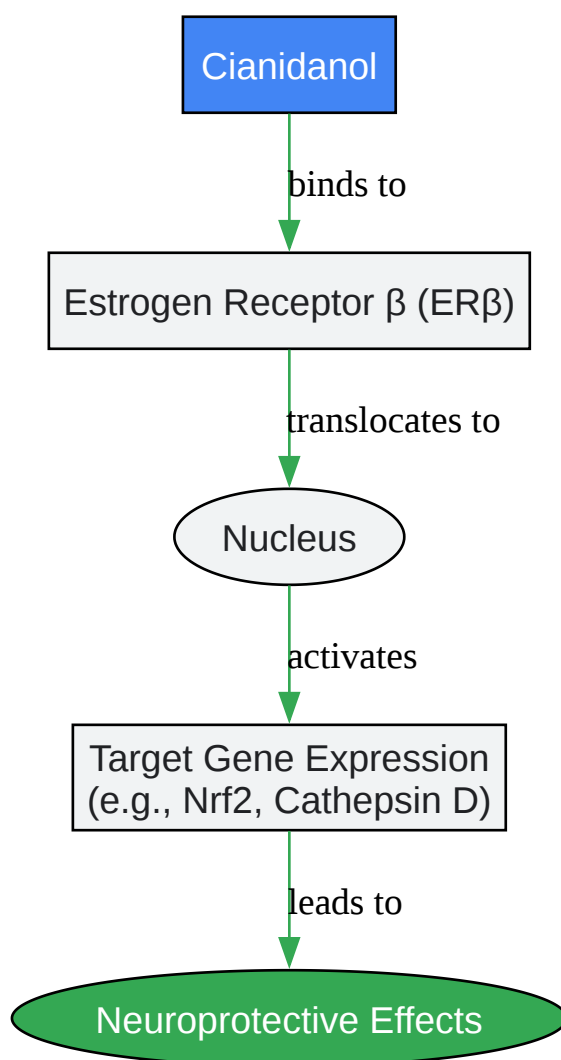 Cianidanol
binds to
Estrogen Receptor β (ERβ)
translocates to
Nucleus
activates
Target Gene Expression
(e.g., Nrf2, Cathepsin D)
leads to
Neuroprotective Effects